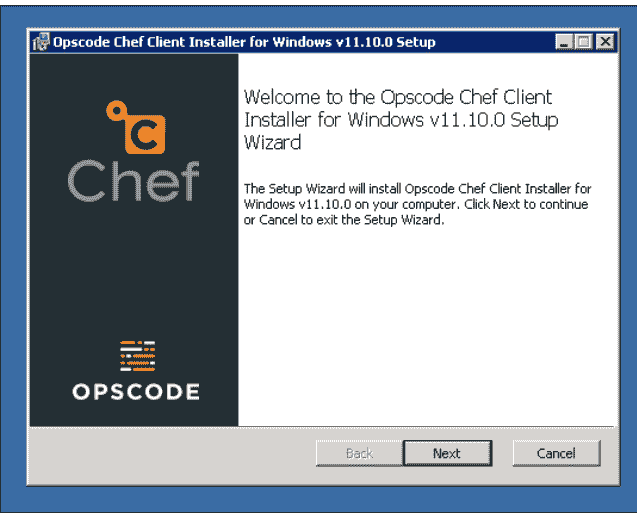 Opscode Chef Client Installer for Windows v11.10.0 Setup
Welcome to the Opscode Chef Client
Installer for Windows v11.10.0 Setup
Wizard
The Setup Wizard will install Opscode Chef Client Installer for
Windows v11.10.0 on your computer. Click Next to continue
or Cancel to exit the Setup Wizard.
C
Chef
OPSCODE
Back
Next
Cancel